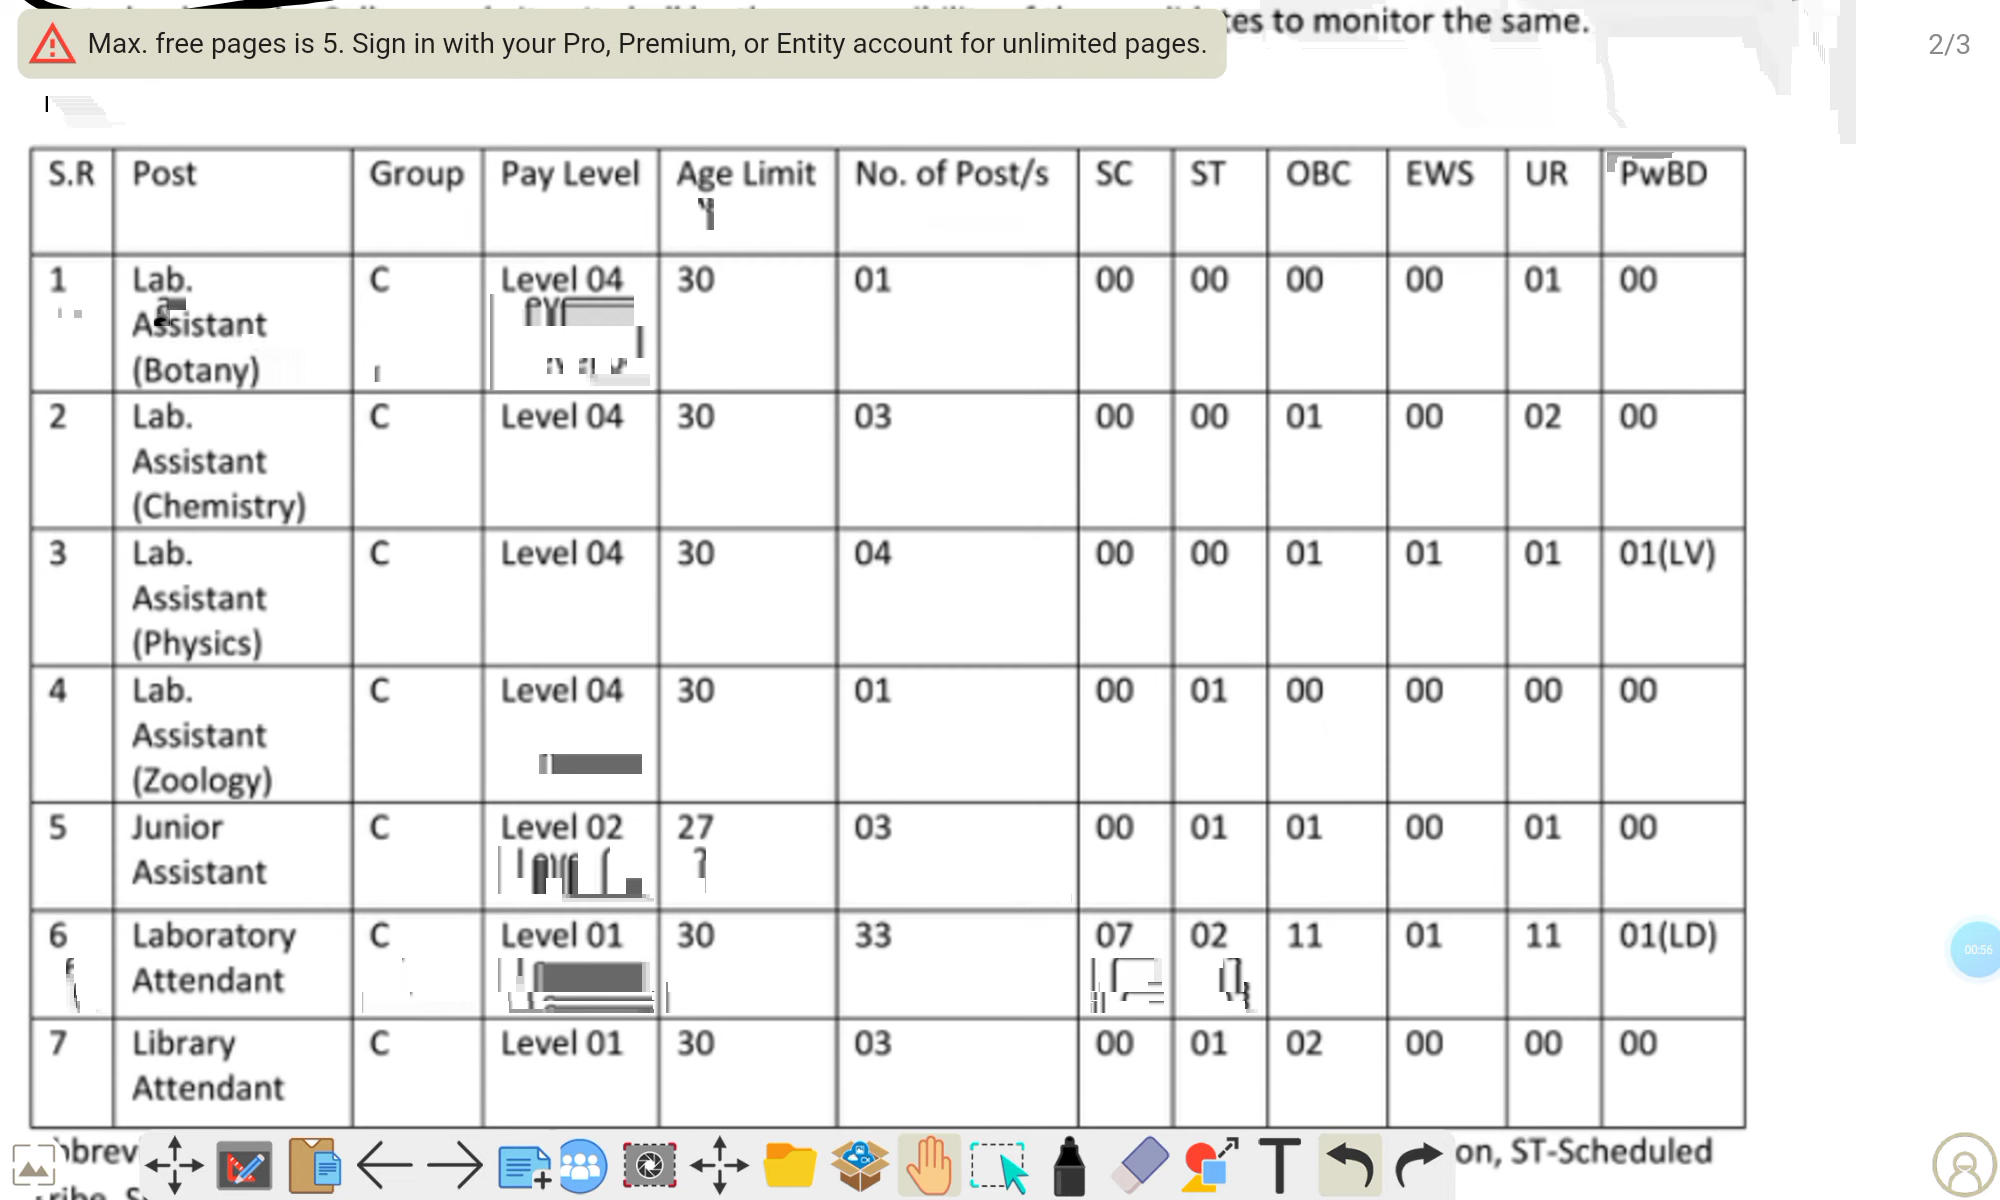 tes to monitor the same.
Max. free pages is 5. Sign in with your Pro, Premium, or Entity account for unlimited pages.
2/3
S.R Post Group Pay Level Age Limit No. of Post/s SC ST OBC EWS UR PwBD
1 Lab. C Level 04 30 01 00 00 00 00 01 00
Assistant
(Botany)
2 Lab. C Level 04 30 03 00 00 01 00 02 00
Assistant
(Chemistry)
3 Lab. C Level 04 30 04 00 00 01 01 01 01(LV)
Assistant
(Physics)
4 Lab. C Level 04 30 01 00 01 00 00 00 00
Assistant
(Zoology)
5 Junior C Level 02 27 03 00 01 01 00 01 00
Assistant
6 Laboratory C Level 01 30 33 07 02 11 01 11 01(LD)
Attendant
00:56
7 Library C Level 01 30 03 00 01 02 00 00 00
Attendant
on, ST-Scheduled